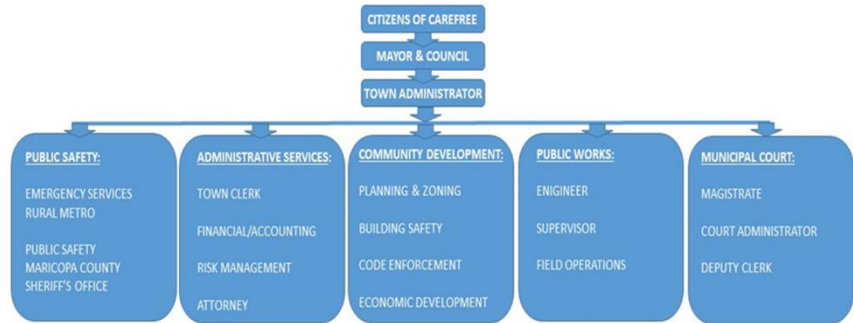 CITIZENS OF CAREFREE
MAYOR & COUNCIL
TOWN ADMINISTRATOR
PUBLIC SAFETY:
EMERGENCY SERVICES
RURAL METRO
PUBLIC SAFETY
MARICOPA COUNTY
SHERIFF'S OFFICE
ADMINISTRATIVE SERVICES:
TOWN CLERK
FINANCIAL/ACCOUNTING
RISK MANAGEMENT
ATTORNEY
COMMUNITY DEVELOPMENT:
PLANNING & ZONING
BUILDING SAFETY
CODE ENFORCEMENT
ECONOMIC DEVELOPMENT
PUBLIC WORKS:
ENIGINEER
SUPERVISOR
FIELD OPERATIONS
MUNICIPAL COURT:
MAGISTRATE
COURT ADMINISTRATOR
DEPUTY CLERK